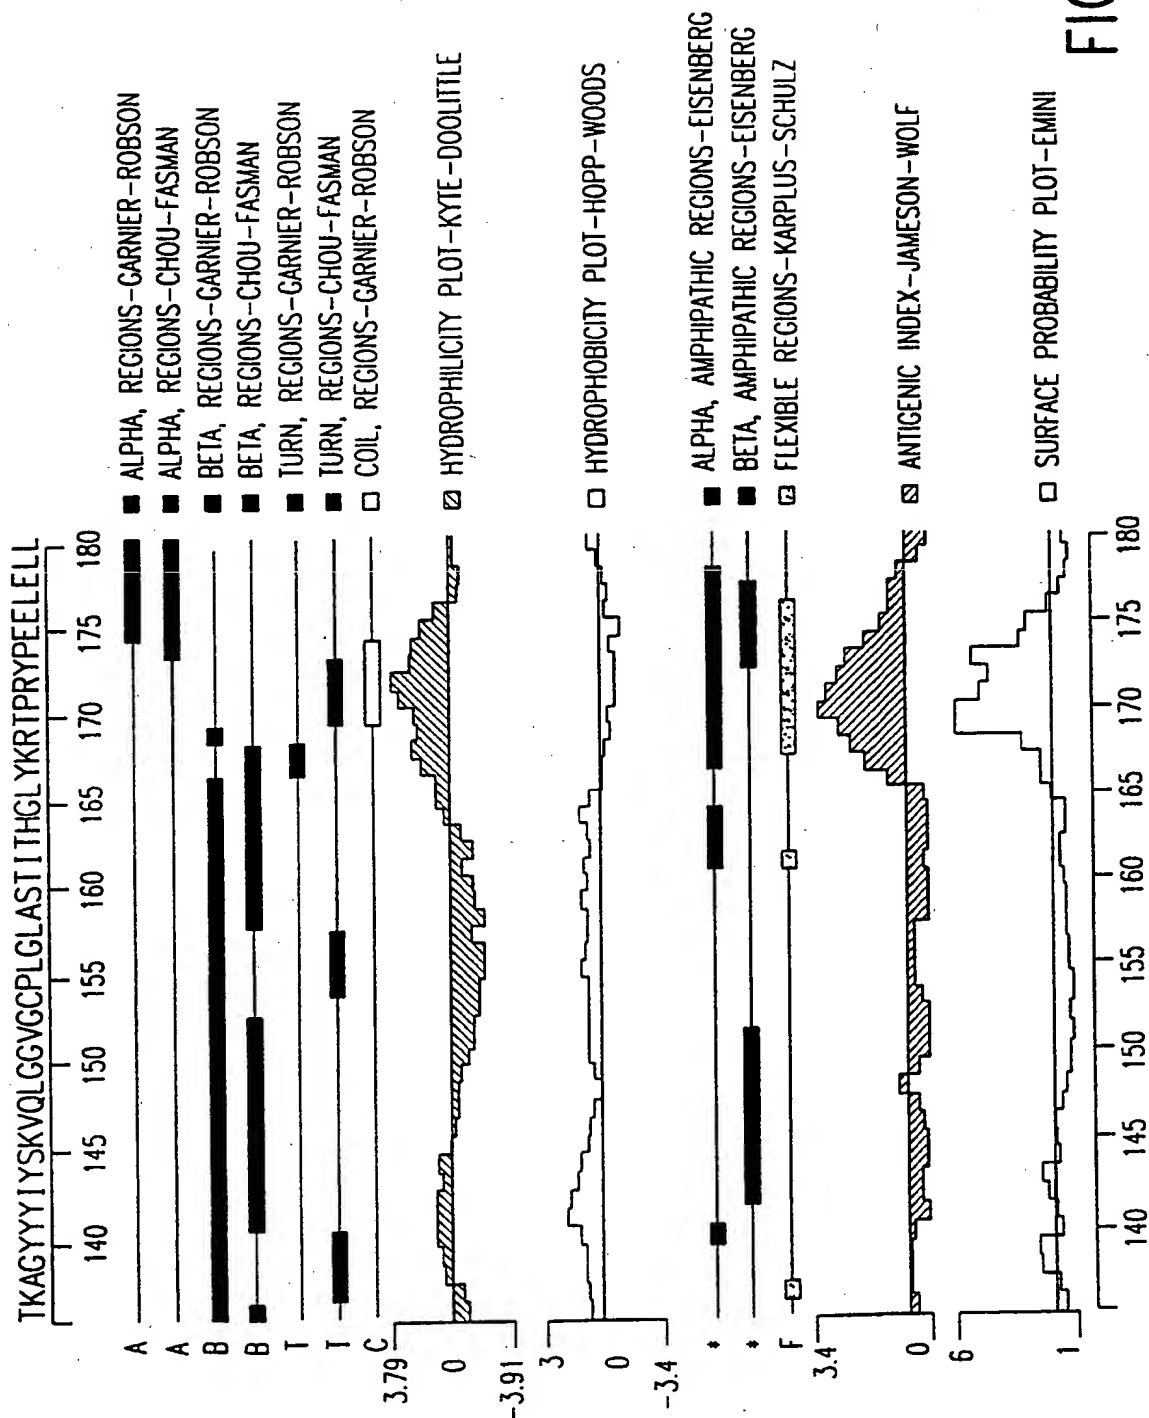 TKAGYYYIYSKVQLGGVGCPLGLASTITHGLYKRTPRYPEELELL
140 145 150 155 160 165 170 175 180
A ALPHA, REGIONS-GARNIER-ROBSON
A ALPHA, REGIONS-CHOU-FASMAN
B BETA, REGIONS-GARNIER-ROBSON
B BETA, REGIONS-CHOU-FASMAN
T TURN, REGIONS-GARNIER-ROBSON
T TURN, REGIONS-CHOU-FASMAN
C COIL, REGIONS-GARNIER-ROBSON
3.79
0 HYDROPHILICITY PLOT-KYTE-DOOLITTLE
-3.91
3
0 HYDROPHOBICITY PLOT-HOPP-WOODS
-3.4
* ALPHA, AMPHIPATHIC REGIONS-EISENBERG
* BETA, AMPHIPATHIC REGIONS-EISENBERG
F FLEXIBLE REGIONS-KARPLUS-SCHULZ
3.4
0 ANTIGENIC INDEX-JAMESON-WOLF
6
1 SURFACE PROBABILITY PLOT-EMINI
140 145 150 155 160 165 170 175 180
FIG